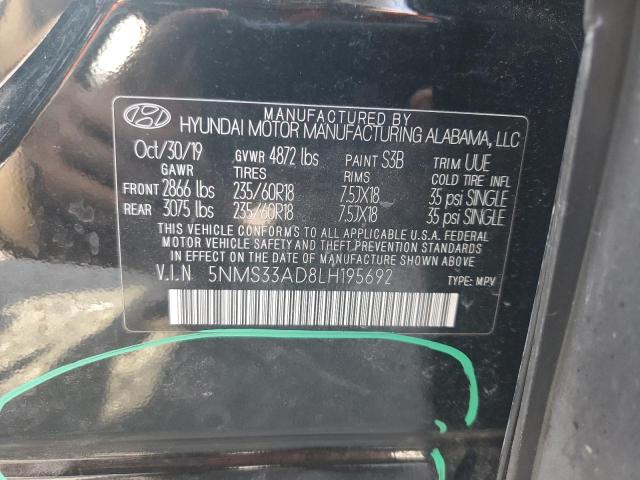 MANUFACTURED BY
HYUNDAI MOTOR MANUFACTURING ALABAMA, LLC
Oct/30/19 GVWR 4872 lbs PAINT S3B TRIM UUE
GAWR TIRES RIMS COLD TIRE INFL
FRONT 2866 lbs 235/60R18 7.5JX18 35 psi SINGLE
REAR 3075 lbs 235/60R18 7.5JX18 35 psi SINGLE
THIS VEHICLE CONFORMS TO ALL APPLICABLE U.S.A. FEDERAL
MOTOR VEHICLE SAFETY AND THEFT PREVENTION STANDARDS
IN EFFECT ON THE DATE OF MANUFACTURE SHOWN ABOVE.
V.I.N 5NMS33AD8LH195692 TYPE: MPV